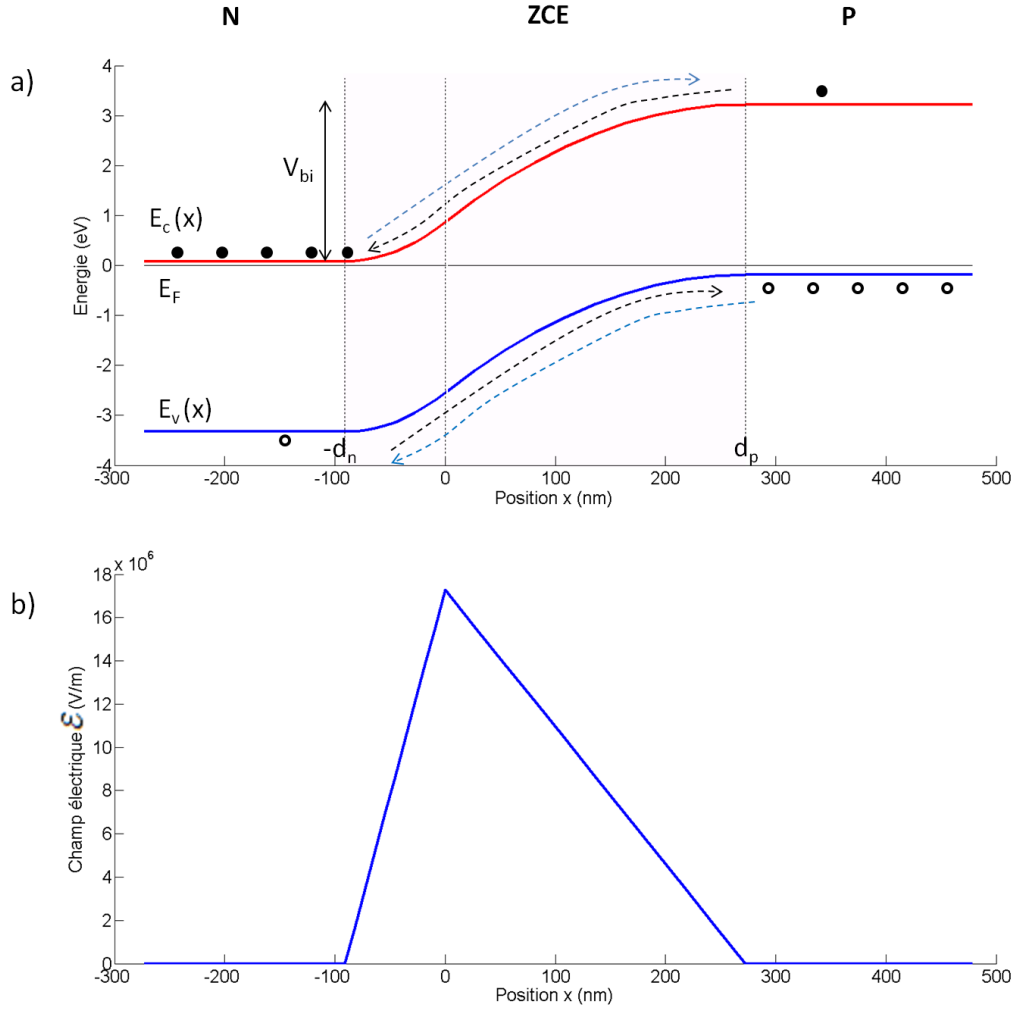 N ZCE P
a)
4
3
2
1
0
-1
-2
-3
-4
Energie (eV)
V_bi
E_c(x)
E_F
E_v(x)
-d_n d_p
-300 -200 -100 0 100 200 300 400 500
Position x (nm)
b)
x 10^6
18
16
14
12
10
8
6
4
2
0
Champ électrique ℰ (V/m)
-300 -200 -100 0 100 200 300 400 500
Position x (nm)